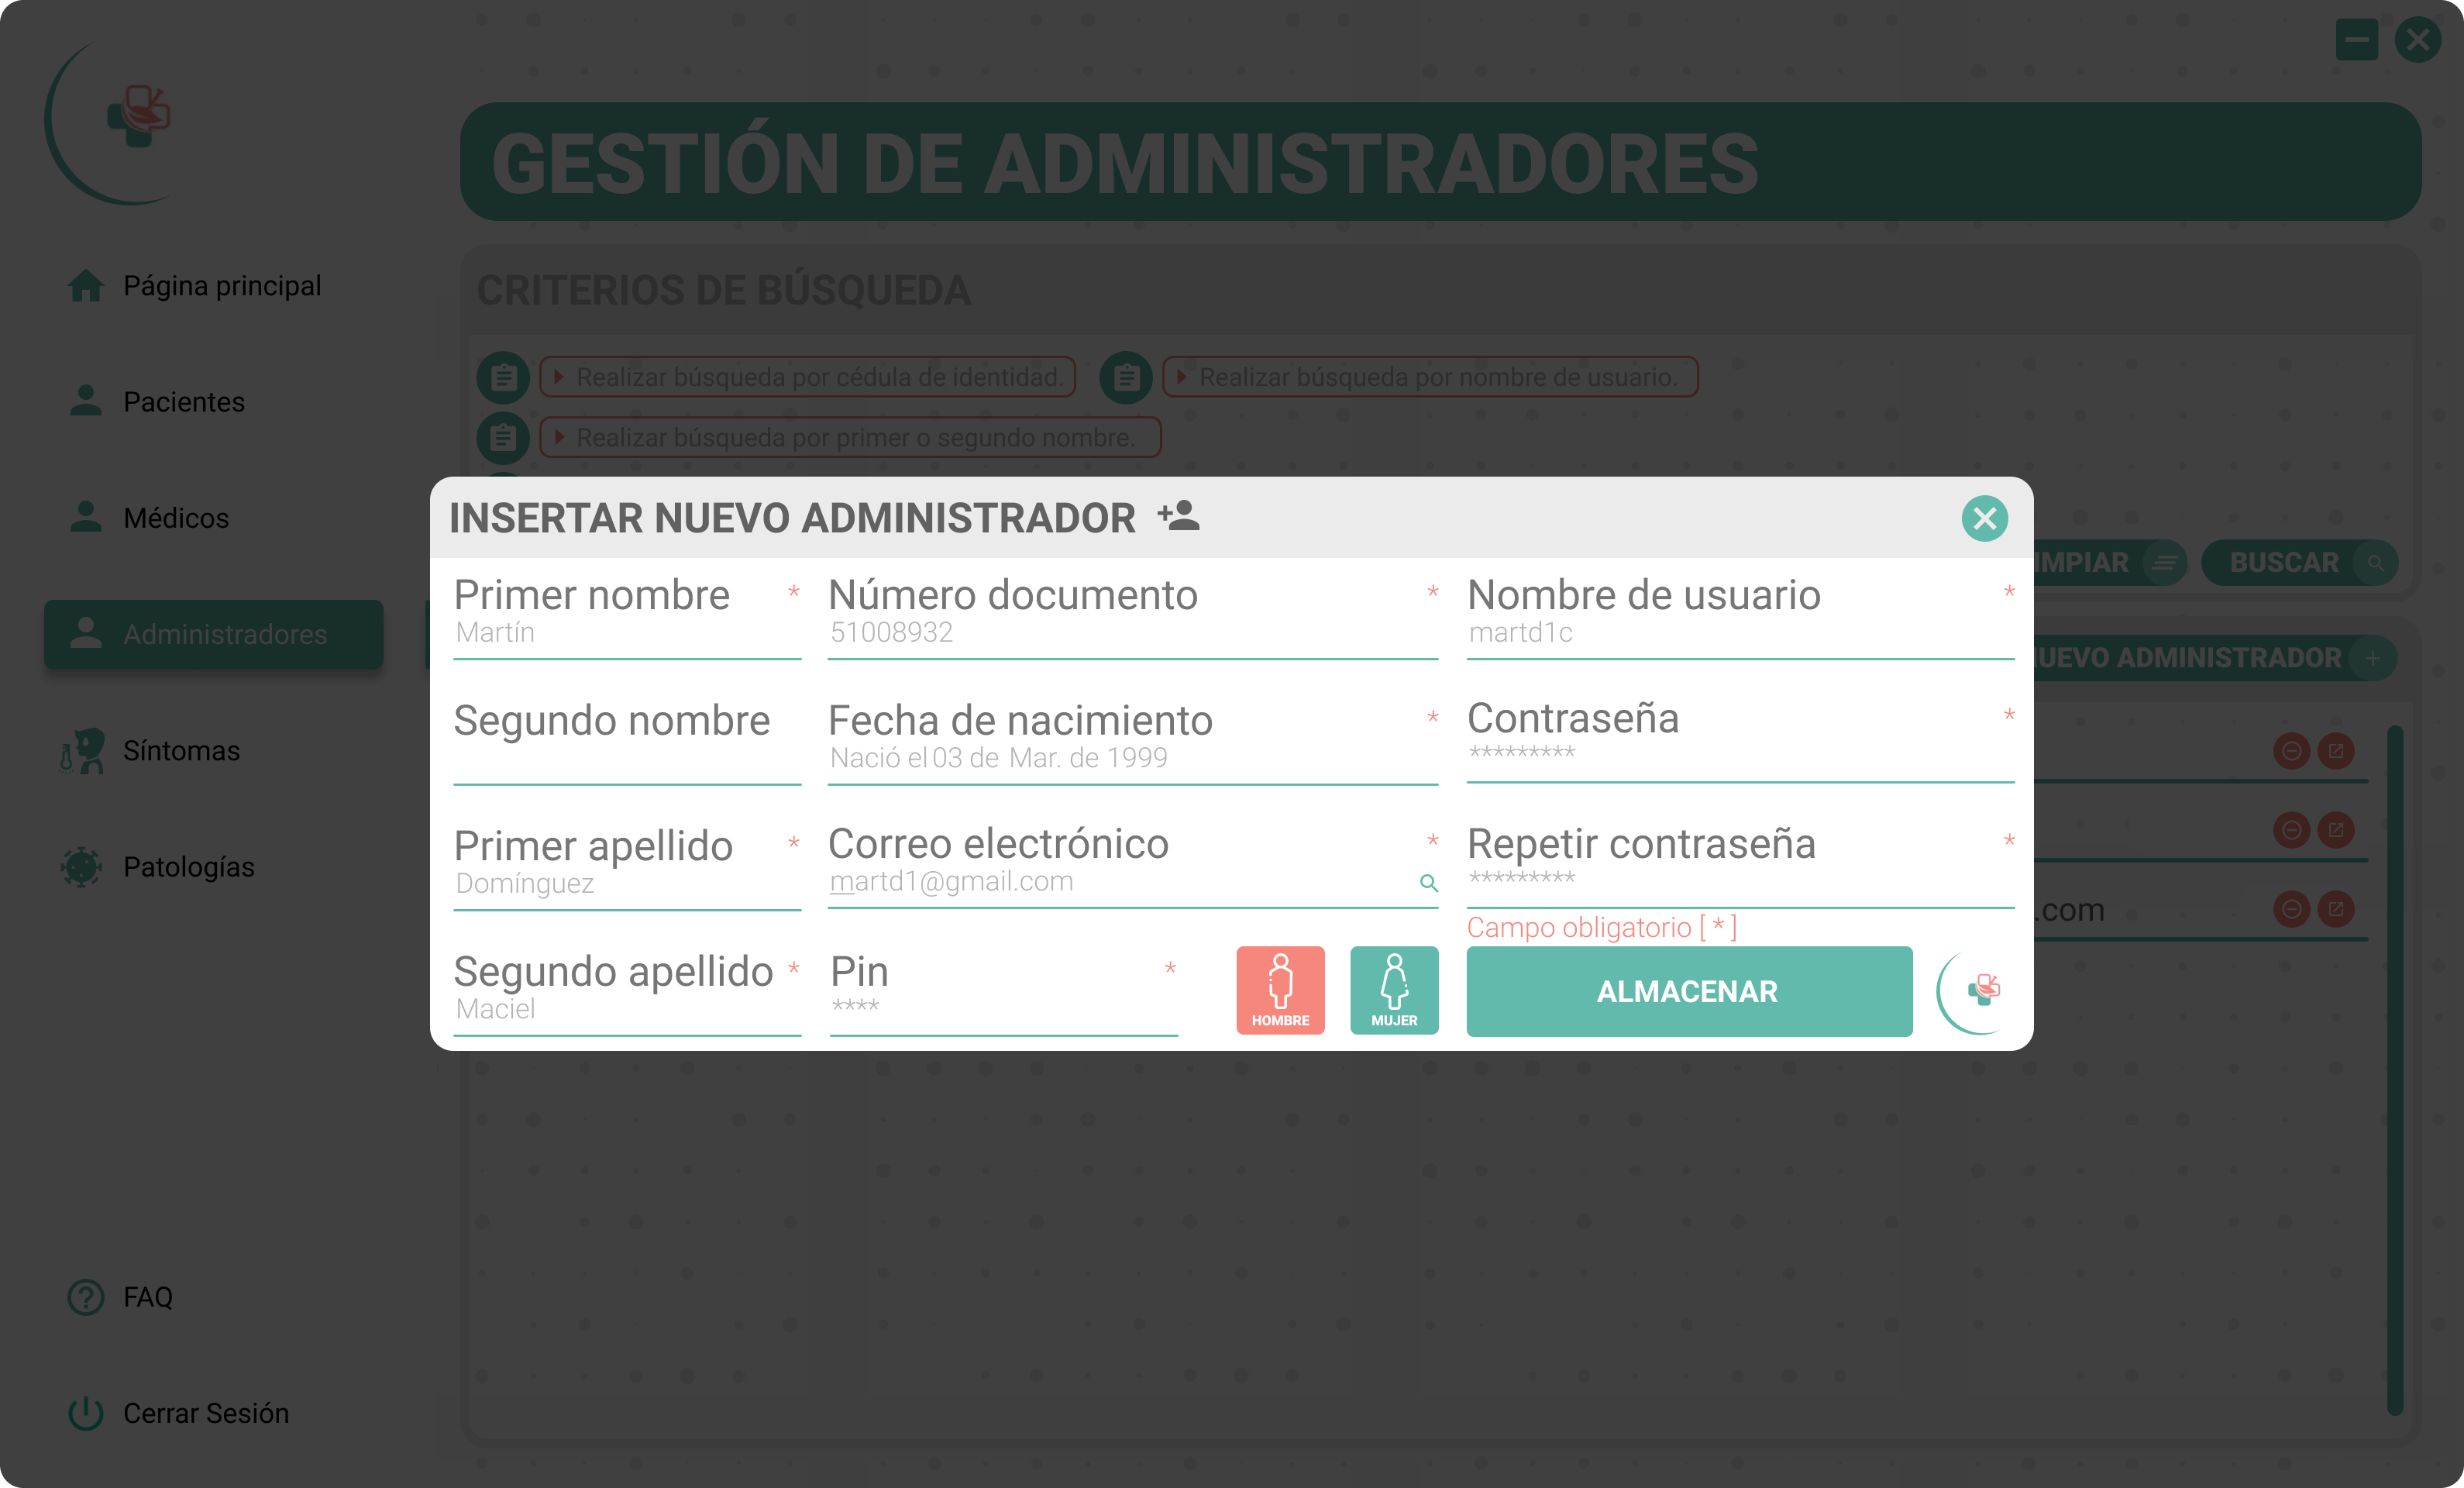 GESTIÓN DE ADMINISTRADORES
Página principal
Pacientes
Médicos
Administradores
Síntomas
Patologías
FAQ
Cerrar Sesión
CRITERIOS DE BÚSQUEDA
Realizar búsqueda por cédula de identidad.
Realizar búsqueda por nombre de usuario.
Realizar búsqueda por primer o segundo nombre.
BUSCAR
ADMINISTRADOR
.com
INSERTAR NUEVO ADMINISTRADOR
Primer nombre *
Martín
Número documento *
51008932
Nombre de usuario *
martd1c
Segundo nombre
Fecha de nacimiento *
Nació el 03 de Mar. de 1999
Contraseña *
*********
Primer apellido *
Domínguez
Correo electrónico *
martd1@gmail.com
Repetir contraseña *
*********
Campo obligatorio [ * ]
Segundo apellido *
Maciel
Pin *
****
HOMBRE
MUJER
ALMACENAR